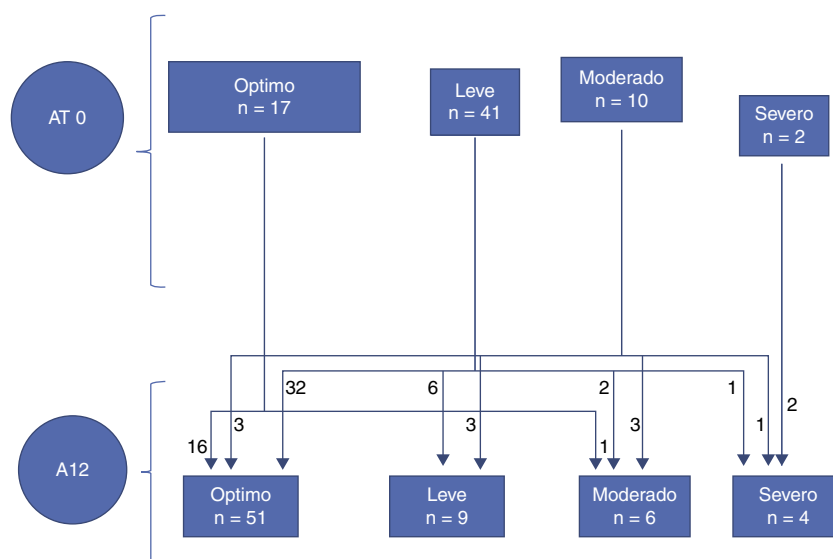 AT 0
Optimo
n = 17
Leve
n = 41
Moderado
n = 10
Severo
n = 2
32
6
2
1
2
3
3
3
1
16
1
A12
Optimo
n = 51
Leve
n = 9
Moderado
n = 6
Severo
n = 4